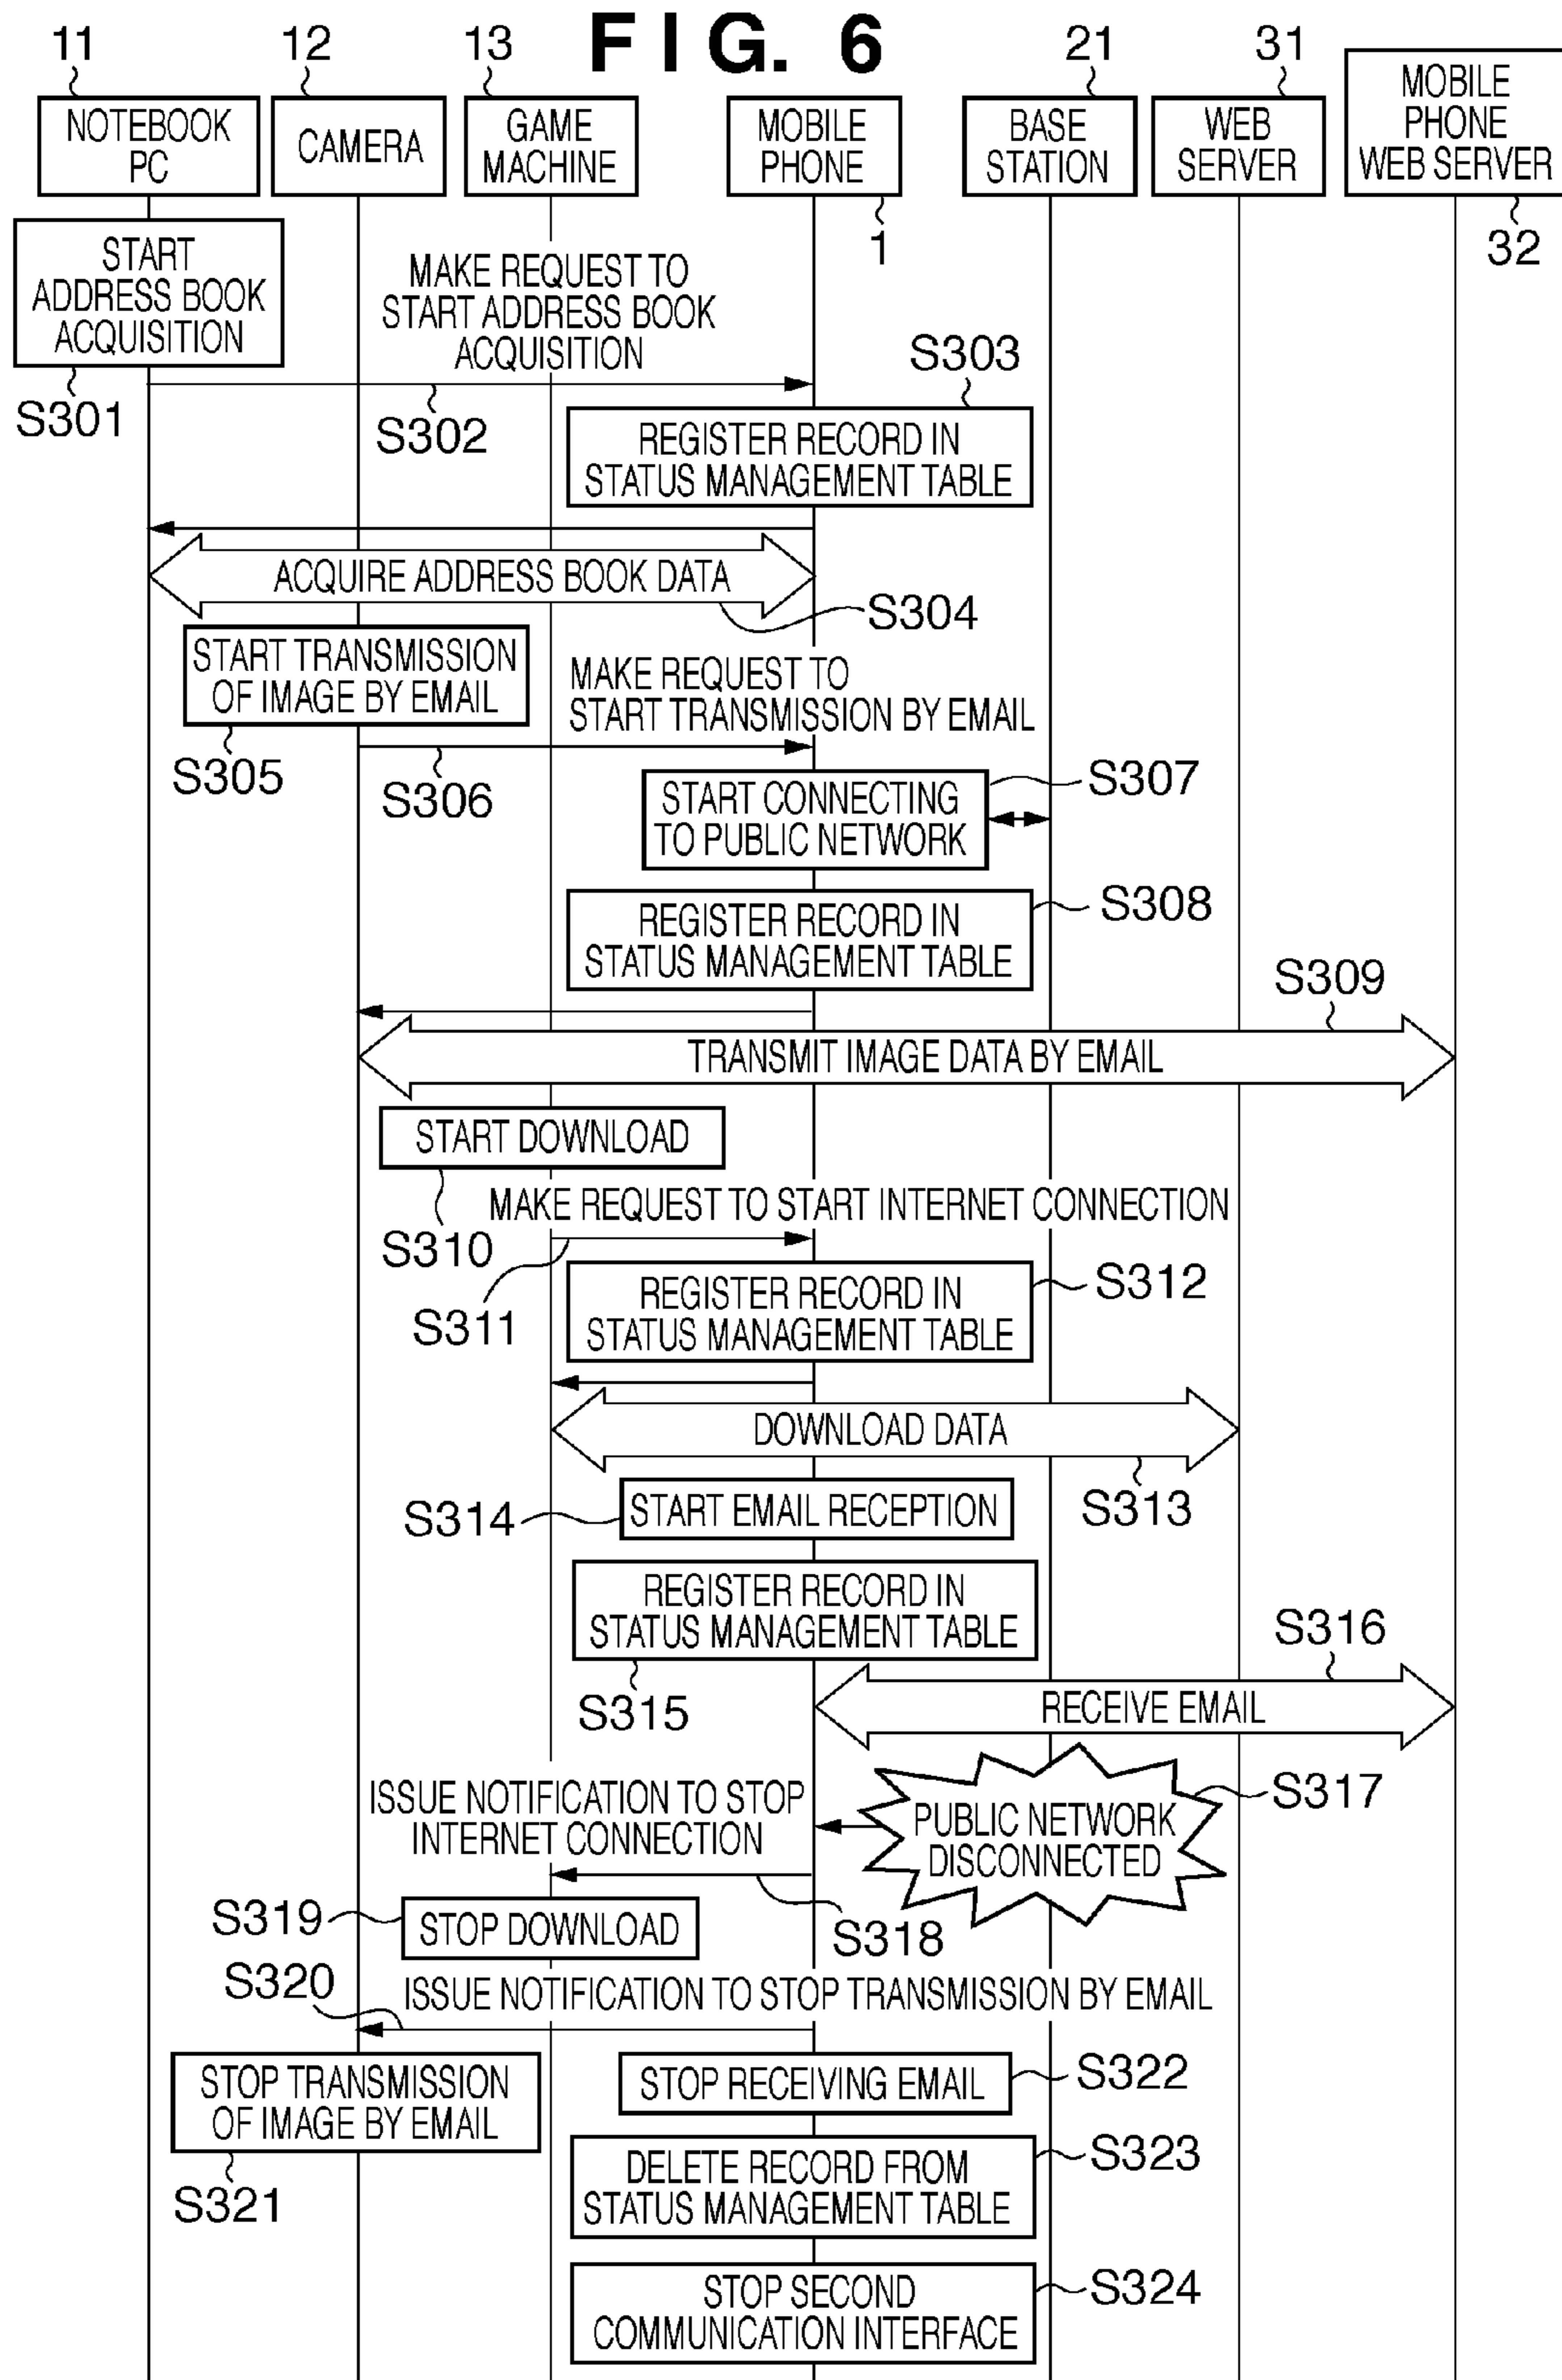 FIG. 6
11
12
13
21
31
NOTEBOOK
PC
CAMERA
GAME
MACHINE
MOBILE
PHONE
BASE
STATION
WEB
SERVER
MOBILE
PHONE
WEB SERVER
1
32
START
ADDRESS BOOK
ACQUISITION
S301
MAKE REQUEST TO
START ADDRESS BOOK
ACQUISITION
S302
S303
REGISTER RECORD IN
STATUS MANAGEMENT TABLE
ACQUIRE ADDRESS BOOK DATA
S304
START TRANSMISSION
OF IMAGE BY EMAIL
S305
MAKE REQUEST TO
START TRANSMISSION BY EMAIL
S306
START CONNECTING
TO PUBLIC NETWORK
S307
REGISTER RECORD IN
STATUS MANAGEMENT TABLE
S308
S309
TRANSMIT IMAGE DATA BY EMAIL
START DOWNLOAD
S310
MAKE REQUEST TO START INTERNET CONNECTION
S311
REGISTER RECORD IN
STATUS MANAGEMENT TABLE
S312
DOWNLOAD DATA
S313
S314
START EMAIL RECEPTION
REGISTER RECORD IN
STATUS MANAGEMENT TABLE
S315
S316
RECEIVE EMAIL
S317
PUBLIC NETWORK
DISCONNECTED
ISSUE NOTIFICATION TO STOP
INTERNET CONNECTION
S318
S319
STOP DOWNLOAD
S320
ISSUE NOTIFICATION TO STOP TRANSMISSION BY EMAIL
STOP TRANSMISSION
OF IMAGE BY EMAIL
S321
STOP RECEIVING EMAIL
S322
DELETE RECORD FROM
STATUS MANAGEMENT TABLE
S323
STOP SECOND
COMMUNICATION INTERFACE
S324